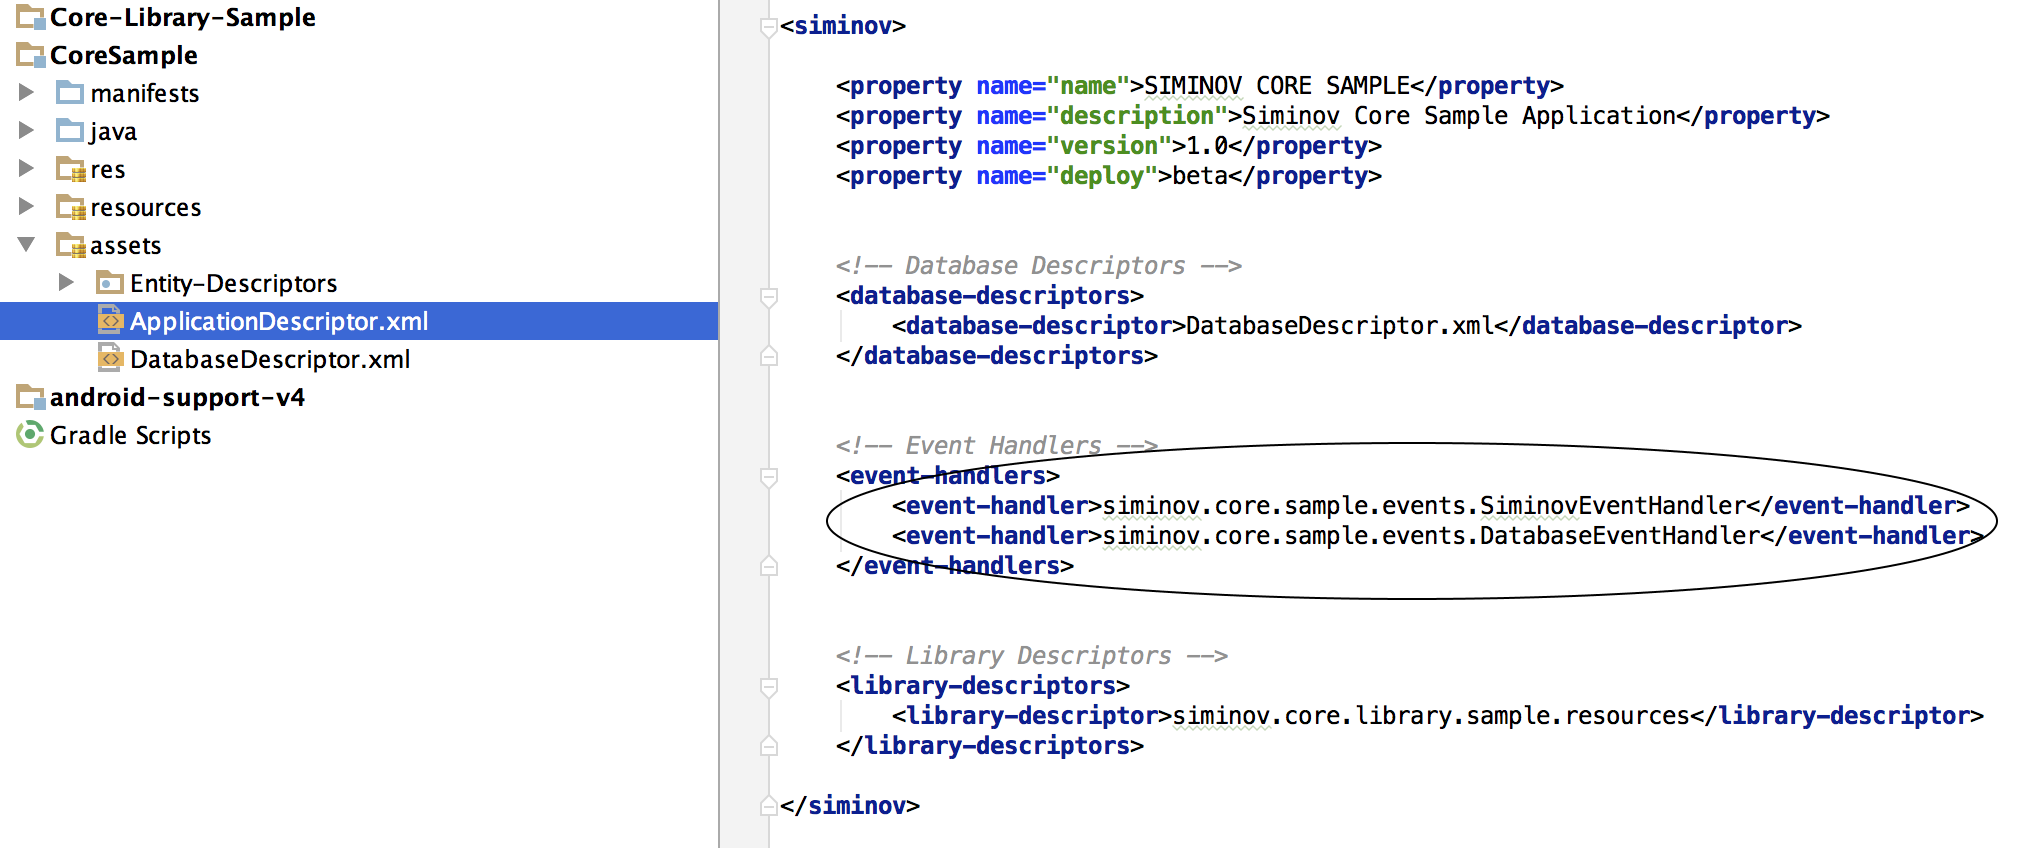 Core-Library-Sample
CoreSample
manifests
java
res
resources
assets
Entity-Descriptors
ApplicationDescriptor.xml
DatabaseDescriptor.xml
android-support-v4
Gradle Scripts
<siminov>
<property name="name">SIMINOV CORE SAMPLE</property>
<property name="description">Siminov Core Sample Application</property>
<property name="version">1.0</property>
<property name="deploy">beta</property>
<!-- Database Descriptors -->
<database-descriptors>
<database-descriptor>DatabaseDescriptor.xml</database-descriptor>
</database-descriptors>
<!-- Event Handlers -->
<event-handlers>
<event-handler>siminov.core.sample.events.SiminovEventHandler</event-handler>
<event-handler>siminov.core.sample.events.DatabaseEventHandler</event-handler>
</event-handlers>
<!-- Library Descriptors -->
<library-descriptors>
<library-descriptor>siminov.core.library.sample.resources</library-descriptor>
</library-descriptors>
</siminov>